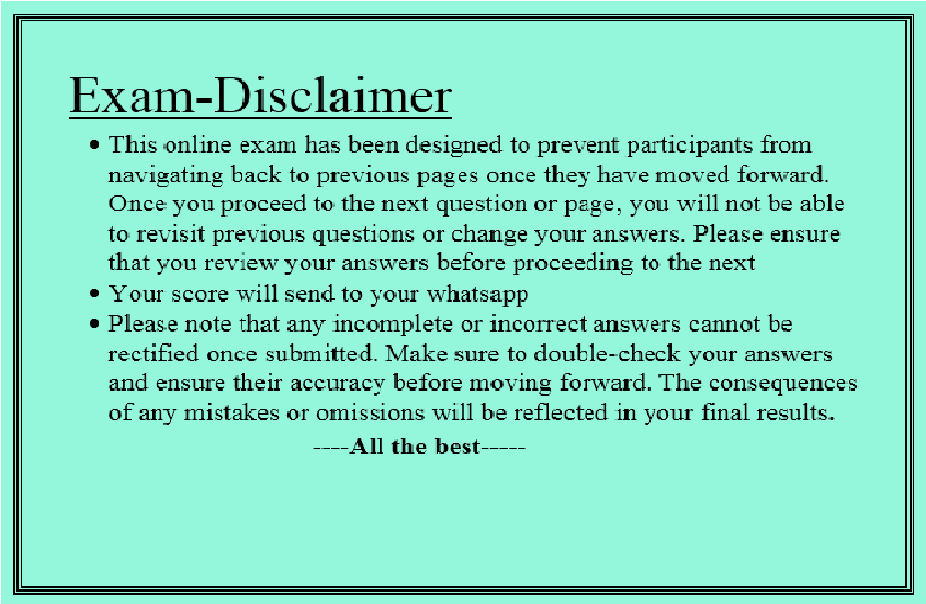 Exam-Disclaimer
• This online exam has been designed to prevent participants from
navigating back to previous pages once they have moved forward.
Once you proceed to the next question or page, you will not be able
to revisit previous questions or change your answers. Please ensure
that you review your answers before proceeding to the next
• Your score will send to your whatsapp
• Please note that any incomplete or incorrect answers cannot be
rectified once submitted. Make sure to double-check your answers
and ensure their accuracy before moving forward. The consequences
of any mistakes or omissions will be reflected in your final results.
----All the best-----